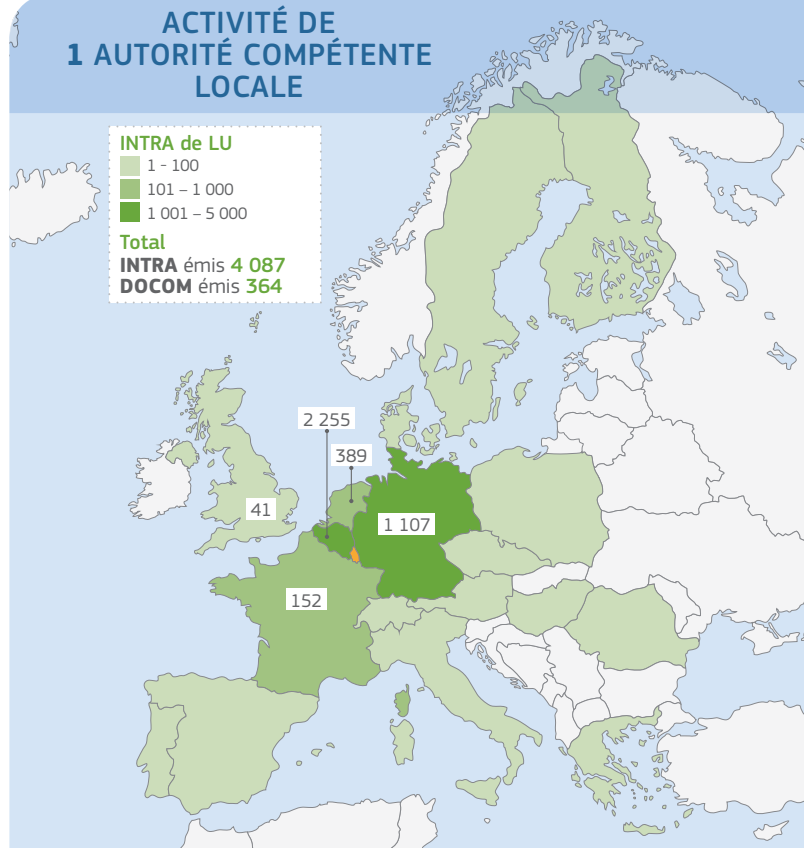 ACTIVITÉ DE
1 AUTORITÉ COMPÉTENTE
LOCALE
INTRA de LU
1 - 100
101 – 1 000
1 001 – 5 000
Total
INTRA émis 4 087
DOCOM émis 364
2 255
389
41
1 107
152